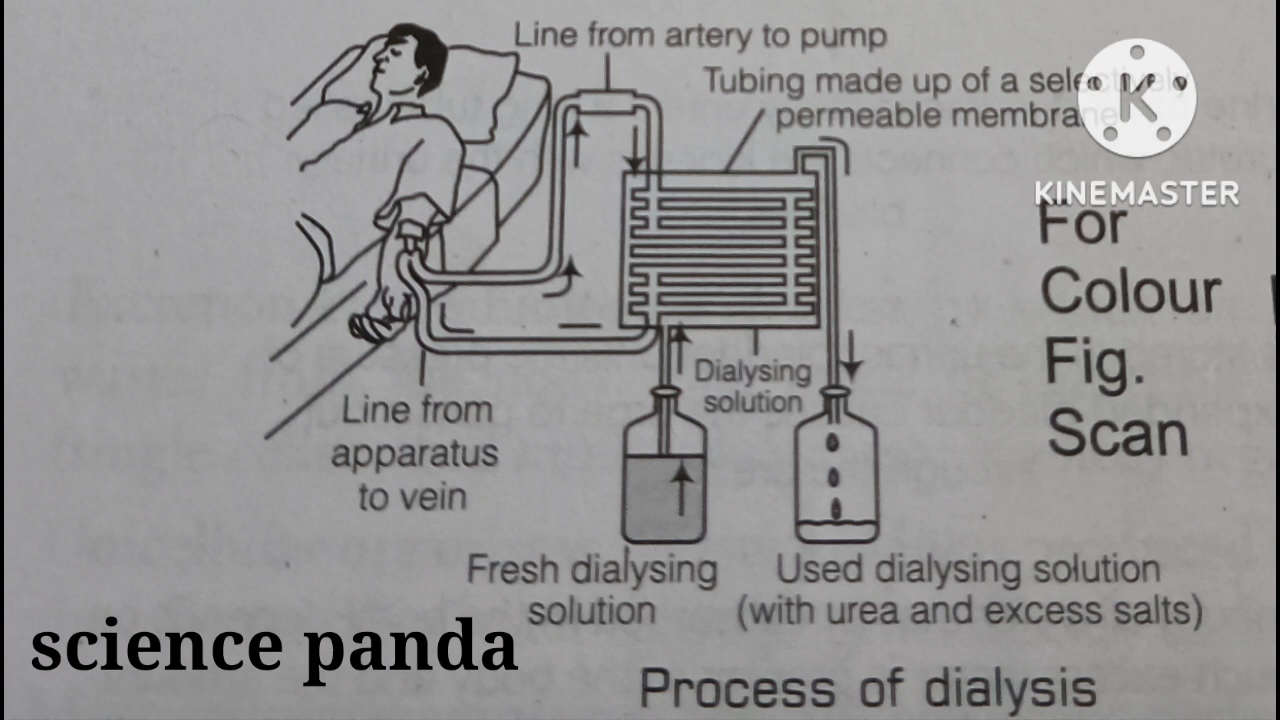 Line from artery to pump
Tubing made up of a selectively
permeable membrane
K
KINEMASTER
For
Colour
Fig.
Scan
Dialysing
solution
Line from
apparatus
to vein
Fresh dialysing
solution
Used dialysing solution
(with urea and excess salts)
science panda
Process of dialysis